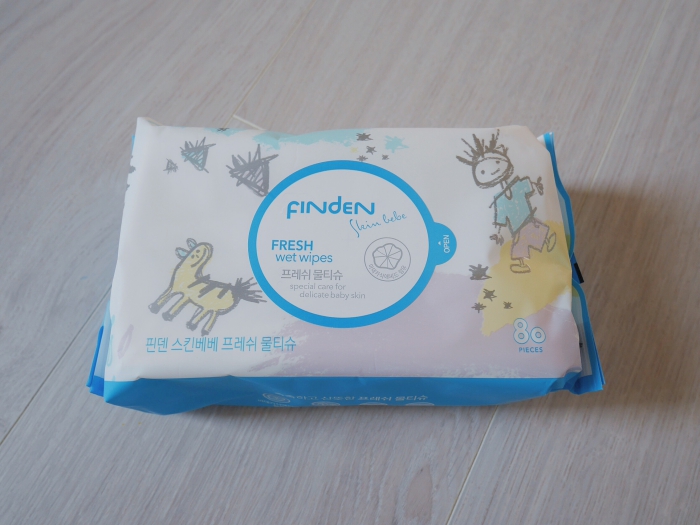 FINDEN
Skin bebe
FRESH
wet wipes
프레쉬 물티슈
special care for
delicate baby skin
OPEN
핀덴 스킨베베 프레쉬 물티슈
80
PIECES